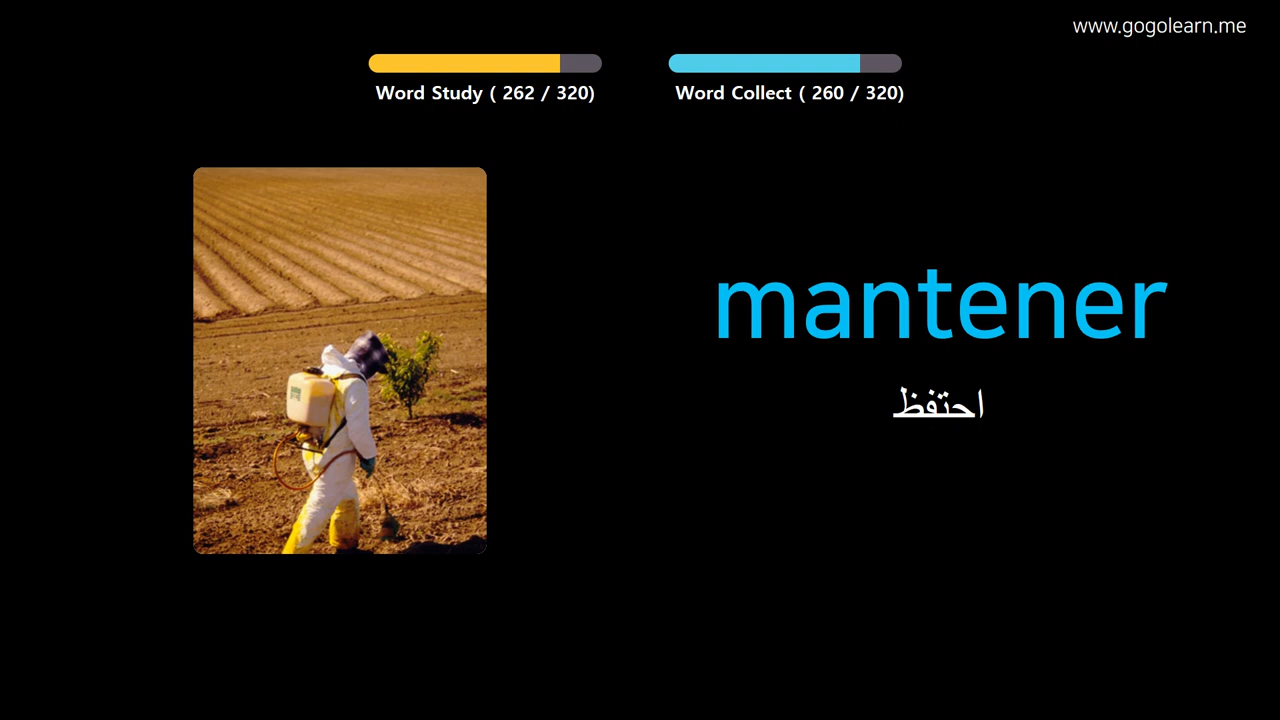 www.gogolearn.me
Word Study ( 262 / 320)
Word Collect ( 260 / 320)
mantener
احتفظ